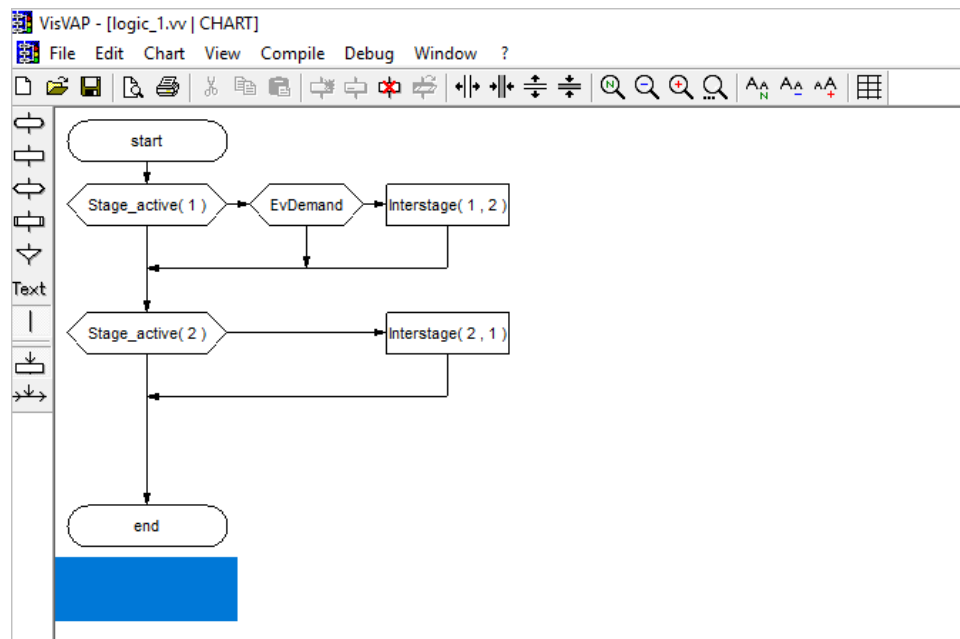 VisVAP - [logic_1.vv | CHART]
File Edit Chart View Compile Debug Window ?
N A A N A A A A
start
Stage_active( 1 ) EvDemand Interstage( 1 , 2 )
Text
Stage_active( 2 ) Interstage( 2 , 1 )
end